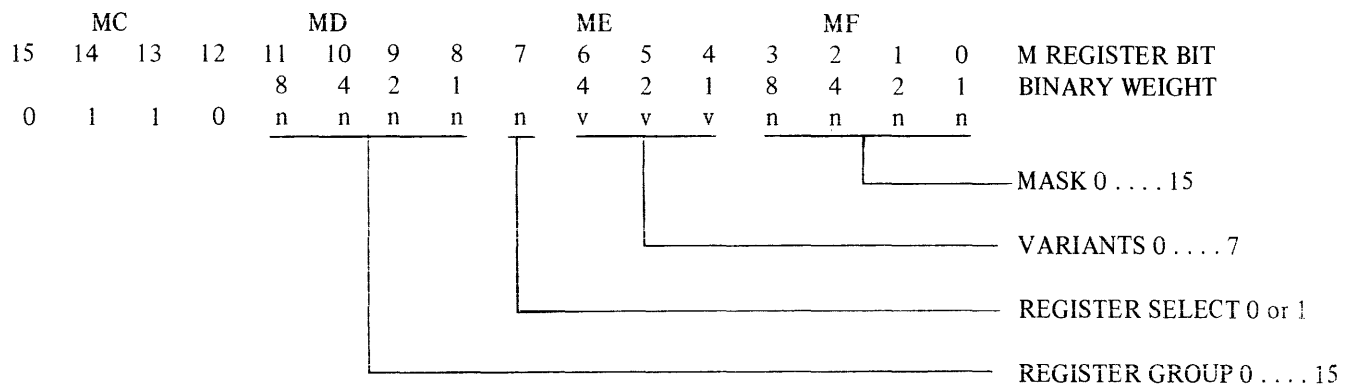 MC MD ME MF
15 14 13 12 11 10 9 8 7 6 5 4 3 2 1 0 M REGISTER BIT
8 4 2 1 4 2 1 8 4 2 1 BINARY WEIGHT
0 1 1 0 n n n n n v v v n n n n
MASK 0 . . . . 15
VARIANTS 0 . . . . 7
REGISTER SELECT 0 or 1
REGISTER GROUP 0 . . . . 15